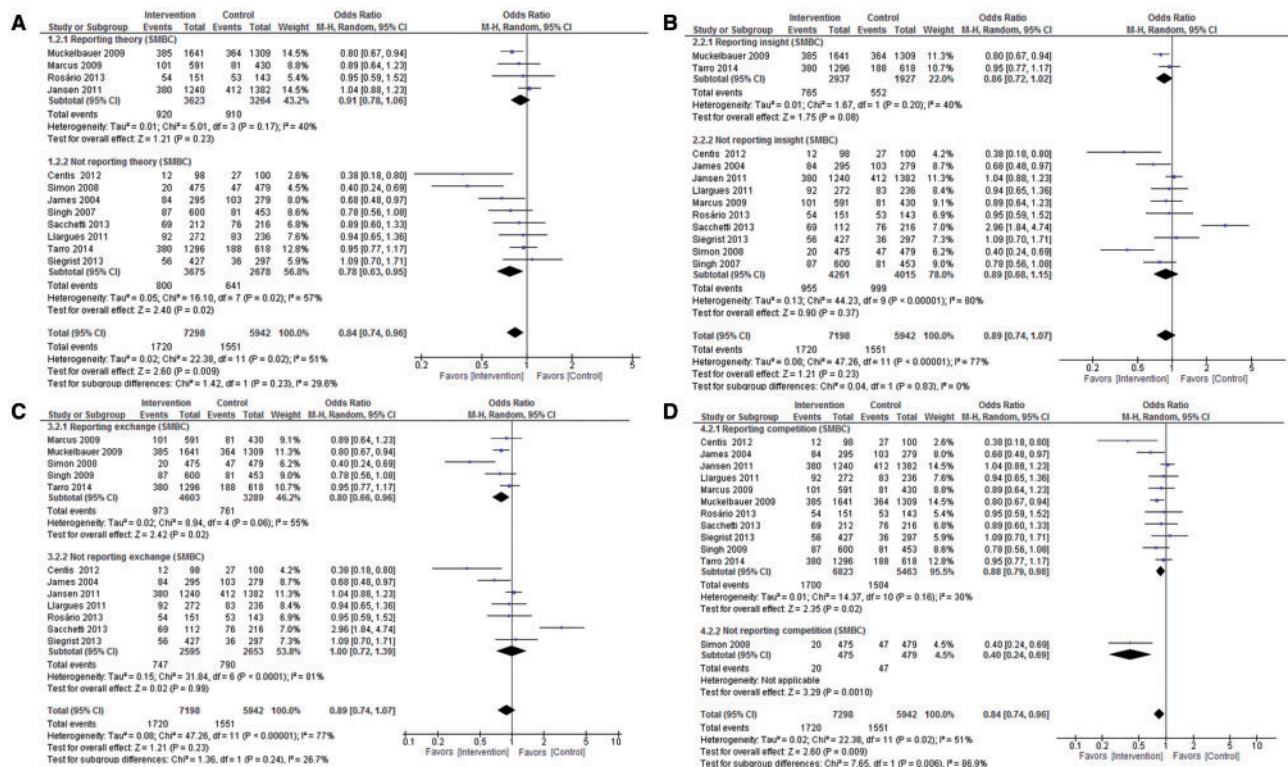 A
Intervention Control Odds Ratio Odds Ratio
Study or Subgroup Events Total Events Total Weight M-H, Random, 95% CI M-H, Random, 95% CI
1.2.1 Reporting theory (SMBC)
Muckelbauer 2009 385 1641 364 1309 14.5% 0.80 [0.67, 0.94]
Marcus 2009 101 591 81 430 9.1% 0.89 [0.64, 1.23]
Rosário 2013 54 151 53 143 5.9% 0.95 [0.59, 1.52]
Jansen 2011 380 1240 412 1382 13.7% 1.04 [0.88, 1.23]
Subtotal (95% CI) 3623 3264 43.2% 0.91 [0.78, 1.06]
Total events 920 910
Heterogeneity: Tau² = 0.01; Chi² = 5.01, df = 3 (P = 0.17); I² = 40%
Test for overall effect: Z = 1.21 (P = 0.23)
1.2.2 Not reporting theory (SMBC)
Centis 2012 12 98 27 100 2.6% 0.38 [0.18, 0.80]
Simon 2008 20 475 47 479 4.5% 0.40 [0.24, 0.69]
James 2004 84 295 103 279 8.5% 0.68 [0.48, 0.97]
Singh 2007 87 600 81 453 9.0% 0.78 [0.56, 1.08]
Sacchetti 2013 69 212 76 216 7.3% 0.89 [0.60, 1.33]
Llargues 2011 92 272 83 236 8.1% 0.94 [0.65, 1.36]
Tarro 2014 380 1296 188 618 12.8% 0.95 [0.77, 1.17]
Siegrist 2013 56 427 36 297 5.9% 1.09 [0.70, 1.71]
Subtotal (95% CI) 3675 2678 56.8% 0.78 [0.63, 0.95]
Total events 800 641
Heterogeneity: Tau² = 0.05; Chi² = 16.10, df = 7 (P = 0.02); I² = 57%
Test for overall effect: Z = 2.40 (P = 0.02)
Total (95% CI) 7298 5942 100.0% 0.84 [0.74, 0.96]
Total events 1720 1551
Heterogeneity: Tau² = 0.02; Chi² = 22.38, df = 11 (P = 0.02); I² = 51%
Test for overall effect: Z = 2.60 (P = 0.009)
Test for subgroup differences: Chi² = 1.42, df = 1 (P = 0.23), I² = 29.6%
0.1 0.2 0.5 1 2 5 10
Favors [Intervention] Favors [Control]
B
Intervention Control Odds Ratio Odds Ratio
Study or Subgroup Events Total Events Total Weight M-H, Random, 95% CI M-H, Random, 95% CI
2.2.1 Reporting insight (SMBC)
Muckelbauer 2009 385 1641 364 1309 11.3% 0.80 [0.67, 0.94]
Tarro 2014 380 1296 188 618 10.7% 0.95 [0.77, 1.17]
Subtotal (95% CI) 2937 1927 22.0% 0.86 [0.72, 1.02]
Total events 765 552
Heterogeneity: Tau² = 0.01; Chi² = 1.67, df = 1 (P = 0.20); I² = 40%
Test for overall effect: Z = 1.75 (P = 0.08)
2.2.2 Not reporting insight (SMBC)
Centis 2012 12 98 27 100 0.38 [0.18, 0.80]
James 2004 84 295 103 279 0.68 [0.48, 0.97]
Jansen 2011 380 1240 412 1382 1.04 [0.88, 1.23]
Llargues 2011 92 272 83 236 0.94 [0.65, 1.36]
Marcus 2009 101 591 81 430 0.89 [0.64, 1.23]
Rosário 2013 54 151 53 143 0.95 [0.59, 1.52]
Sacchetti 2013 69 112 76 216 2.96 [1.84, 4.74]
Siegrist 2013 56 427 36 297 1.09 [0.70, 1.71]
Simon 2008 20 475 47 479 0.40 [0.24, 0.69]
Singh 2007 87 600 81 453 0.78 [0.56, 1.08]
Subtotal (95% CI) 4261 4015 78.0% 0.89 [0.68, 1.15]
Total events 955 999
Heterogeneity: Tau² = 0.13; Chi² = 44.23, df = 9 (P < 0.00001); I² = 80%
Test for overall effect: Z = 0.90 (P = 0.37)
Total (95% CI) 7198 5942 100.0% 0.89 [0.74, 1.07]
Total events 1720 1551
Heterogeneity: Tau² = 0.08; Chi² = 47.26, df = 11 (P < 0.00001); I² = 77%
Test for overall effect: Z = 1.21 (P = 0.23)
Test for subgroup differences: Chi² = 0.04, df = 1 (P = 0.83), I² = 0%
0.2 0.5 1 2 5
Favors [Intervention] Favors [Control]
C
Intervention Control Odds Ratio Odds Ratio
Study or Subgroup Events Total Events Total Weight M-H, Random, 95% CI M-H, Random, 95% CI
3.2.1 Reporting exchange (SMBC)
Marcus 2009 101 591 81 430 9.1% 0.89 [0.64, 1.23]
Muckelbauer 2009 385 1641 364 1309 0.80 [0.67, 0.94]
Simon 2008 20 475 47 479 0.40 [0.24, 0.69]
Singh 2009 87 600 81 453 0.78 [0.56, 1.08]
Tarro 2014 380 1296 188 618 0.95 [0.77, 1.17]
Subtotal (95% CI) 4603 3289 46.2% 0.80 [0.66, 0.96]
Total events 973 761
Heterogeneity: Tau² = 0.02; Chi² = 8.94, df = 4 (P = 0.06); I² = 55%
Test for overall effect: Z = 2.42 (P = 0.02)
3.2.2 Not reporting exchange (SMBC)
Centis 2012 12 98 27 100 0.38 [0.18, 0.80]
James 2004 84 295 103 279 0.68 [0.48, 0.97]
Jansen 2011 380 1240 412 1382 1.04 [0.88, 1.23]
Llargues 2011 92 272 83 236 0.94 [0.65, 1.36]
Rosário 2013 54 151 53 143 0.95 [0.59, 1.52]
Sacchetti 2013 69 112 76 216 2.96 [1.84, 4.74]
Siegrist 2013 56 427 36 297 1.09 [0.70, 1.71]
Subtotal (95% CI) 2595 2653 53.8% 1.00 [0.72, 1.39]
Total events 747 790
Heterogeneity: Tau² = 0.15; Chi² = 31.84, df = 6 (P < 0.0001); I² = 81%
Test for overall effect: Z = 0.02 (P = 0.99)
Total (95% CI) 7198 5942 100.0% 0.89 [0.74, 1.07]
Total events 1720 1551
Heterogeneity: Tau² = 0.08; Chi² = 47.26, df = 11 (P < 0.00001); I² = 77%
Test for overall effect: Z = 1.21 (P = 0.23)
Test for subgroup differences: Chi² = 1.36, df = 1 (P = 0.24), I² = 26.7%
0.1 0.2 0.5 1 2 5 10
Favors [Intervention] Favors [Control]
D
Intervention Control Odds Ratio Odds Ratio
Study or Subgroup Events Total Events Total Weight M-H, Random, 95% CI M-H, Random, 95% CI
4.2.1 Reporting competition (SMBC)
Centis 2012 12 98 27 100 2.6% 0.38 [0.18, 0.80]
James 2004 84 295 103 279 8.5% 0.68 [0.48, 0.97]
Jansen 2011 380 1240 412 1382 13.7% 1.04 [0.88, 1.23]
Llargues 2011 92 272 83 236 8.1% 0.94 [0.65, 1.36]
Marcus 2009 101 591 81 430 9.1% 0.89 [0.64, 1.23]
Muckelbauer 2009 385 1641 364 1309 14.5% 0.80 [0.67, 0.94]
Rosário 2013 54 151 53 143 5.9% 0.95 [0.59, 1.52]
Sacchetti 2013 69 212 76 216 7.3% 0.89 [0.60, 1.33]
Siegrist 2013 56 427 36 297 5.9% 1.09 [0.70, 1.71]
Singh 2009 87 600 81 453 9.0% 0.78 [0.56, 1.08]
Tarro 2014 380 1296 188 618 12.8% 0.95 [0.77, 1.17]
Subtotal (95% CI) 6823 5463 95.5% 0.88 [0.79, 0.98]
Total events 1700 1504
Heterogeneity: Tau² = 0.01; Chi² = 14.37, df = 10 (P = 0.16); I² = 30%
Test for overall effect: Z = 2.35 (P = 0.02)
4.2.2 Not reporting competition (SMBC)
Simon 2008 20 475 47 479 4.5% 0.40 [0.24, 0.69]
Subtotal (95% CI) 475 479 4.5% 0.40 [0.24, 0.69]
Total events 20 47
Heterogeneity: Not applicable
Test for overall effect: Z = 3.29 (P = 0.0010)
Total (95% CI) 7298 5942 100.0% 0.84 [0.74, 0.96]
Total events 1720 1551
Heterogeneity: Tau² = 0.02; Chi² = 22.38, df = 11 (P = 0.02); I² = 51%
Test for overall effect: Z = 2.60 (P = 0.009)
Test for subgroup differences: Chi² = 7.65, df = 1 (P = 0.006), I² = 86.9%
0.1 0.2 0.5 1 2 5 10
Favors [Intervention] Favors [Control]